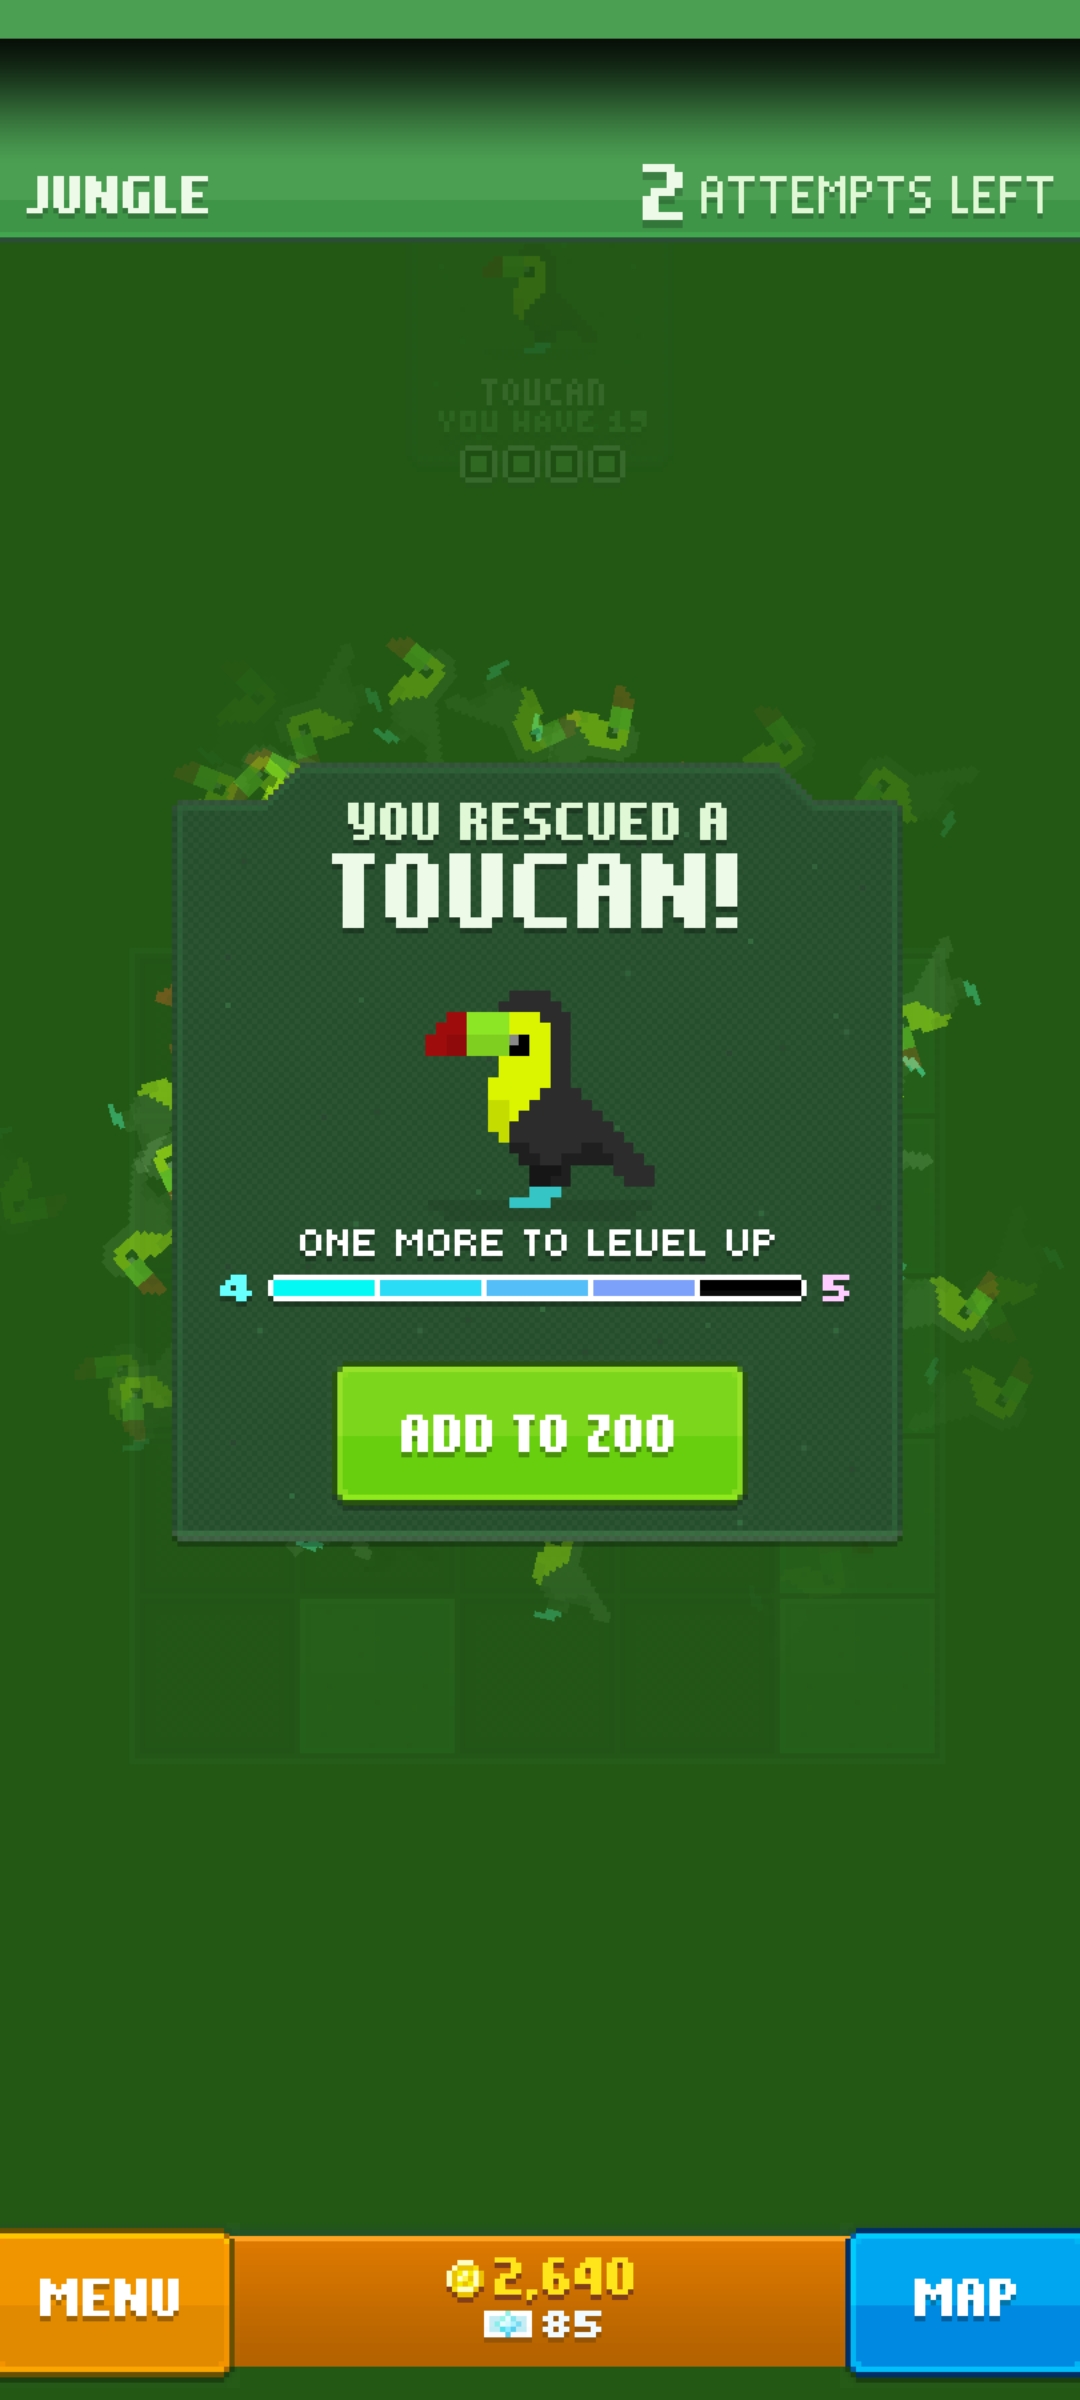 JUNGLE
2 ATTEMPTS LEFT
TOUCAN
YOU HAVE 19
YOU RESCUED A
TOUCAN!
ONE MORE TO LEVEL UP
4 5
ADD TO ZOO
MENU
2,640
85
MAP